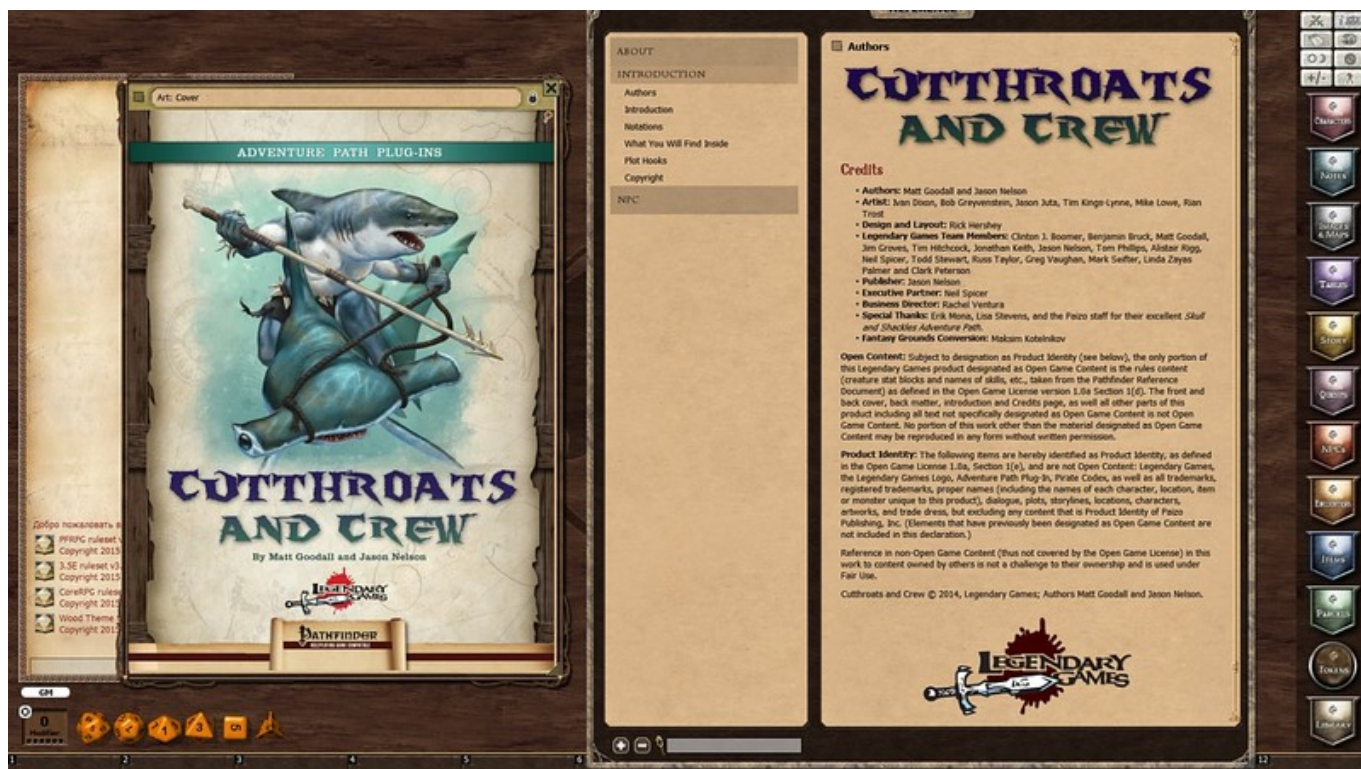 Art: Cover
ADVENTURE PATH PLUG-INS
CUTTHROATS
AND CREW
By Matt Goodall and Jason Nelson
LEGENDARY
GAMES
PATHFINDER
ROLEPLAYING GAME COMPATIBLE
Добро пожаловать в
PFRPG ruleset v
Copyright 2015
3.5E ruleset v3.
Copyright 2015
CoreRPG rulese
Copyright 2015
Wood Theme
Copyright 2015
GM
0
Modifier
1
2
3
4
5
6
12
REFERENCE
ABOUT
INTRODUCTION
Authors
Introduction
Notations
What You Will Find Inside
Plot Hooks
Copyright
NPC
Authors
CUTTHROATS
AND CREW
Credits
• Authors: Matt Goodall and Jason Nelson
• Artist: Ivan Dixon, Bob Greyvenstein, Jason Juta, Tim Kings-Lynne, Mike Lowe, Rian
Trost
• Design and Layout: Rick Hershey
• Legendary Games Team Members: Clinton J. Boomer, Benjamin Bruck, Matt Goodall,
Jim Groves, Tim Hitchcock, Jonathan Keith, Jason Nelson, Tom Phillips, Alistair Rigg,
Neil Spicer, Todd Stewart, Russ Taylor, Greg Vaughan, Mark Seifter, Linda Zayas
Palmer and Clark Peterson
• Publisher: Jason Nelson
• Executive Partner: Neil Spicer
• Business Director: Rachel Ventura
• Special Thanks: Erik Mona, Lisa Stevens, and the Paizo staff for their excellent Skull
and Shackles Adventure Path.
• Fantasy Grounds Conversion: Maksim Kotelnikov
Open Content: Subject to designation as Product Identity (see below), the only portion of
this Legendary Games product designated as Open Game Content is the rules content
(creature stat blocks and names of skills, etc., taken from the Pathfinder Reference
Document) as defined in the Open Game License version 1.0a Section 1(d). The front and
back cover, back matter, introduction and Credits page, as well all other parts of this
product including all text not specifically designated as Open Game Content is not Open
Game Content. No portion of this work other than the material designated as Open Game
Content may be reproduced in any form without written permission.
Product Identity: The following items are hereby identified as Product Identity, as defined
in the Open Game License 1.0a, Section 1(e), and are not Open Content: Legendary Games,
the Legendary Games Logo, Adventure Path Plug-In, Pirate Codex, as well as all trademarks,
registered trademarks, proper names (including the names of each character, location, item
or monster unique to this product), dialogue, plots, storylines, locations, characters,
artworks, and trade dress, but excluding any content that is Product Identity of Paizo
Publishing, Inc. (Elements that have previously been designated as Open Game Content are
not included in this declaration.)
Reference in non-Open Game Content (thus not covered by the Open Game License) in this
work to content owned by others is not a challenge to their ownership and is used under
Fair Use.
Cutthroats and Crew © 2014, Legendary Games; Authors Matt Goodall and Jason Nelson.
LEGENDARY
GAMES
+/-
CHARACTERS
NOTES
IMAGES
& MAPS
TABLES
STORY
QUESTS
NPCS
ENCOUNTERS
ITEMS
PARCELS
TOKENS
LIBRARY